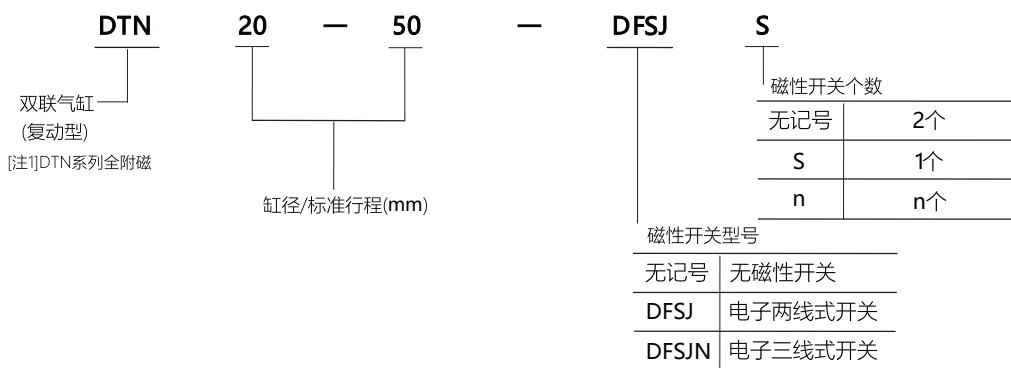 DTN 20 — 50 — DFSJ S
双联气缸
(复动型)
[注1]DTN系列全附磁
缸径/标准行程(mm)
磁性开关个数
无记号 2个
S 1个
n n个
磁性开关型号
无记号 无磁性开关
DFSJ 电子两线式开关
DFSJN 电子三线式开关